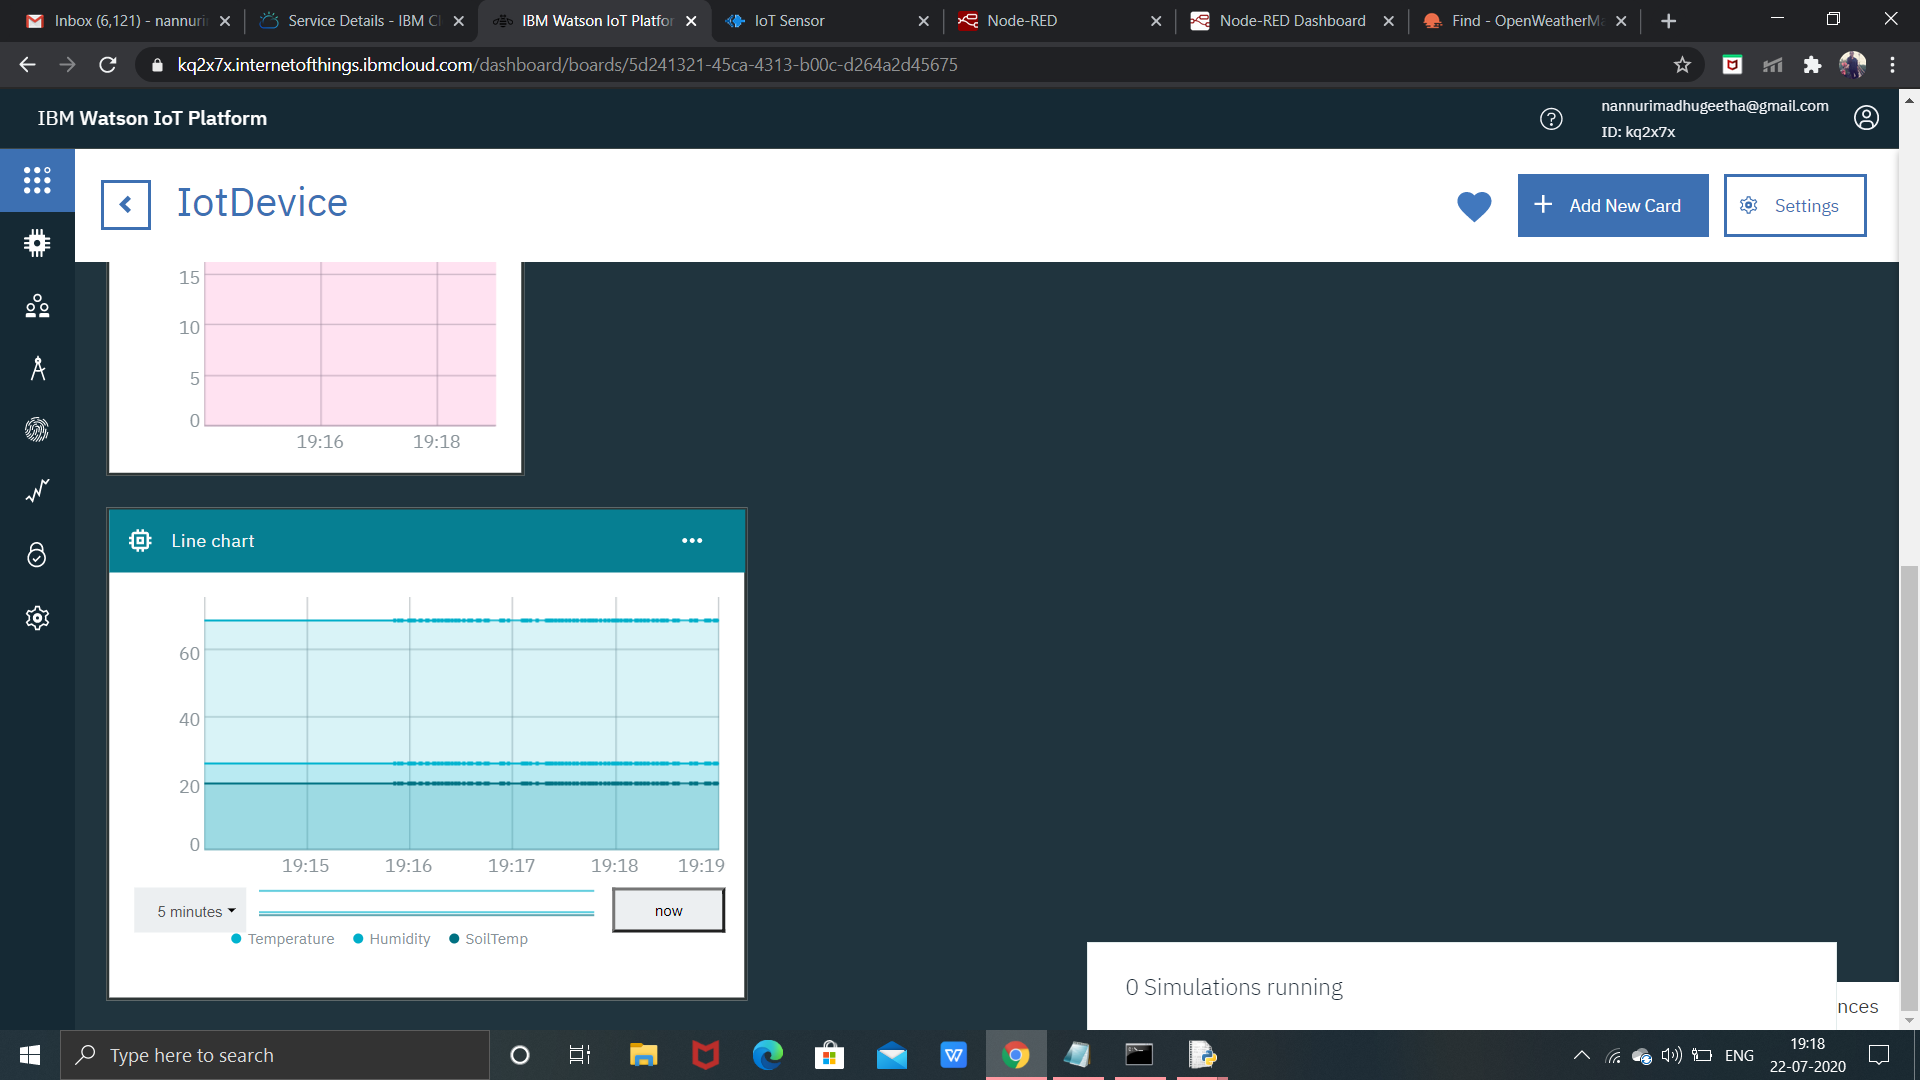 Inbox (6,121) - nannuri
Service Details - IBM Cl
IBM Watson IoT Platfor
IoT Sensor
Node-RED
Node-RED Dashboard
Find - OpenWeatherMa
kq2x7x.internetofthings.ibmcloud.com/dashboard/boards/5d241321-45ca-4313-b00c-d264a2d45675
IBM Watson IoT Platform
nannurimadhugeetha@gmail.com
ID: kq2x7x
IotDevice
Add New Card
Settings
15
10
5
0
19:16 19:18
Line chart
60
40
20
0
19:15 19:16 19:17 19:18 19:19
5 minutes
now
Temperature Humidity SoilTemp
0 Simulations running
nces
Type here to search
ENG
19:18
22-07-2020